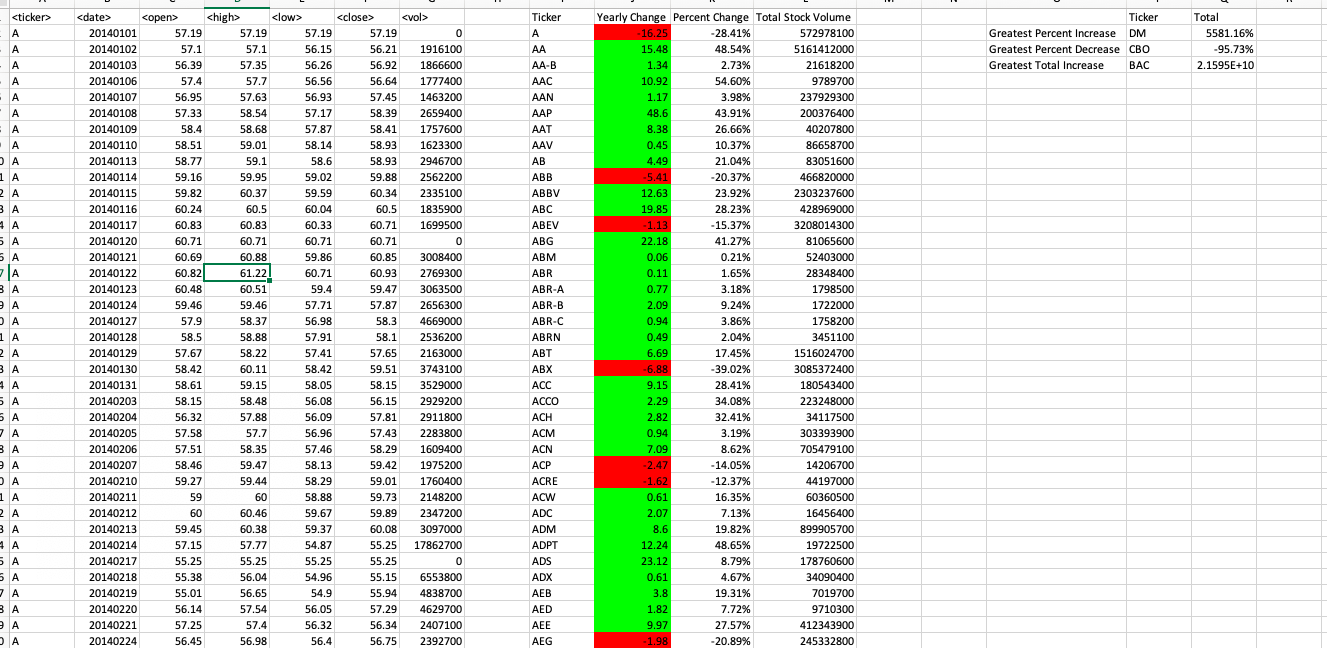 <ticker> <date> <open> <high> <low> <close> <vol> Ticker Yearly Change Percent Change Total Stock Volume Ticker Total
A 20140101 57.19 57.19 57.19 57.19 0 A -16.25 -28.41% 572978100 Greatest Percent Increase DM 5581.16%
A 20140102 57.1 57.1 56.15 56.21 1916100 AA 15.48 48.54% 5161412000 Greatest Percent Decrease CBO -95.73%
A 20140103 56.39 57.35 56.26 56.92 1866600 AA-B 1.34 2.73% 21618200 Greatest Total Increase BAC 2.1595E+10
A 20140106 57.4 57.7 56.56 56.64 1777400 AAC 10.92 54.60% 9789700
A 20140107 56.95 57.63 56.93 57.45 1463200 AAN 1.17 3.98% 237929300
A 20140108 57.33 58.54 57.17 58.39 2659400 AAP 48.6 43.91% 200376400
A 20140109 58.4 58.68 57.87 58.41 1757600 AAT 8.38 26.66% 40207800
A 20140110 58.51 59.01 58.14 58.93 1623300 AAV 0.45 10.37% 86658700
A 20140113 58.77 59.1 58.6 58.93 2946700 AB 4.49 21.04% 83051600
A 20140114 59.16 59.95 59.02 59.88 2562200 ABB -5.41 -20.37% 466820000
A 20140115 59.82 60.37 59.59 60.34 2335100 ABBV 12.63 23.92% 2303237600
A 20140116 60.24 60.5 60.04 60.5 1835900 ABC 19.85 28.23% 428969000
A 20140117 60.83 60.83 60.33 60.71 1699500 ABEV -1.13 -15.37% 3208014300
A 20140120 60.71 60.71 60.71 60.71 0 ABG 22.18 41.27% 81065600
A 20140121 60.69 60.88 59.86 60.85 3008400 ABM 0.06 0.21% 52403000
A 20140122 60.82 61.22 60.71 60.93 2769300 ABR 0.11 1.65% 28348400
A 20140123 60.48 60.51 59.4 59.47 3063500 ABR-A 0.77 3.18% 1798500
A 20140124 59.46 59.46 57.71 57.87 2656300 ABR-B 2.09 9.24% 1722000
A 20140127 57.9 58.37 56.98 58.3 4669000 ABR-C 0.94 3.86% 1758200
A 20140128 58.5 58.88 57.91 58.1 2536200 ABRN 0.49 2.04% 3451100
A 20140129 57.67 58.22 57.41 57.65 2163000 ABT 6.69 17.45% 1516024700
A 20140130 58.42 60.11 58.42 59.51 3743100 ABX -6.88 -39.02% 3085372400
A 20140131 58.61 59.15 58.05 58.15 3529000 ACC 9.15 28.41% 180543400
A 20140203 58.15 58.48 56.08 56.15 2929200 ACCO 2.29 34.08% 223248000
A 20140204 56.32 57.88 56.09 57.81 2911800 ACH 2.82 32.41% 34117500
A 20140205 57.58 57.7 56.96 57.43 2283800 ACM 0.94 3.19% 303393900
A 20140206 57.51 58.35 57.46 58.29 1609400 ACN 7.09 8.62% 705479100
A 20140207 58.46 59.47 58.13 59.42 1975200 ACP -2.47 -14.05% 14206700
A 20140210 59.27 59.44 58.29 59.01 1760400 ACRE -1.62 -12.37% 44197000
A 20140211 59 60 58.88 59.73 2148200 ACW 0.61 16.35% 60360500
A 20140212 60 60.46 59.67 59.89 2347200 ADC 2.07 7.13% 16456400
A 20140213 59.45 60.38 59.37 60.08 3097000 ADM 8.6 19.82% 899905700
A 20140214 57.15 57.77 54.87 55.25 17862700 ADPT 12.24 48.65% 19722500
A 20140217 55.25 55.25 55.25 55.25 0 ADS 23.12 8.79% 178760600
A 20140218 55.38 56.04 54.96 55.15 6553800 ADX 0.61 4.67% 34090400
A 20140219 55.01 56.65 54.9 55.94 4838700 AEB 3.8 19.31% 7019700
A 20140220 56.14 57.54 56.05 57.29 4629700 AED 1.82 7.72% 9710300
A 20140221 57.25 57.4 56.32 56.34 2407100 AEE 9.97 27.57% 412343900
A 20140224 56.45 56.98 56.4 56.75 2392700 AEG -1.98 -20.89% 245332800